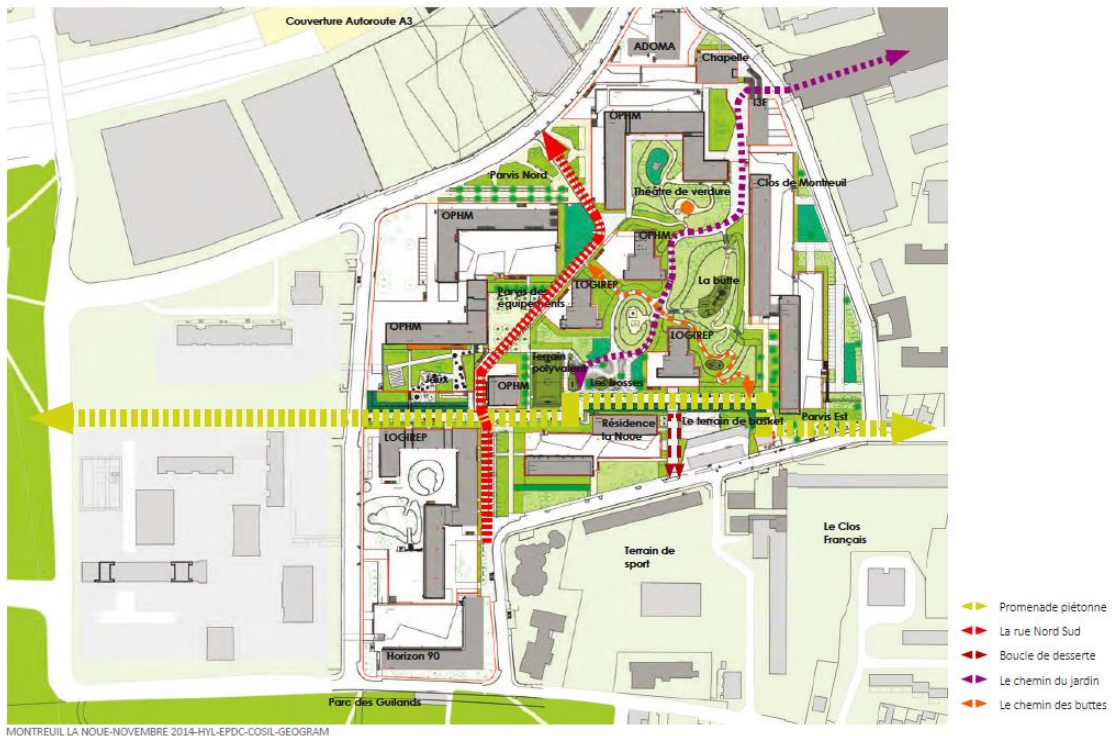 Couverture Autoroute A3
ADOMA
Chapelle
I3F
OPHM
Parvis Nord
Théâtre de verdure
Clos de Montreuil
OPHM
OPHM
La butte
LOGIREP
Parvis des
équipements
OPHM
LOGIREP
Terrain
polyvalent
Jeux
OPHM
Les bosses
Résidence
la Noue
Le terrain de basket
Parvis Est
LOGIREP
Terrain de
sport
Le Clos
Français
Horizon 90
Parc des Guilands
Promenade piétonne
La rue Nord Sud
Boucle de desserte
Le chemin du jardin
Le chemin des buttes
MONTREUIL LA NOUE-NOVEMBRE 2014-HYL-EPDC-COSIL-GEOGRAM